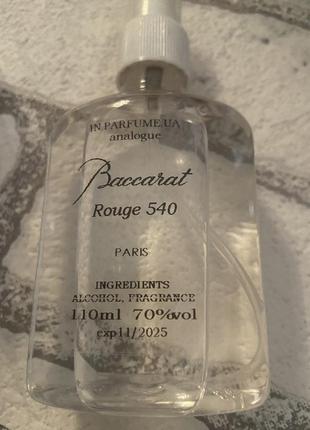 IN PARFUME.UA
analogue
Baccarat
Rouge 540
PARIS
INGREDIENTS
ALCOHOL, FRAGRANCE
110ml 70%vol
exp11/2025